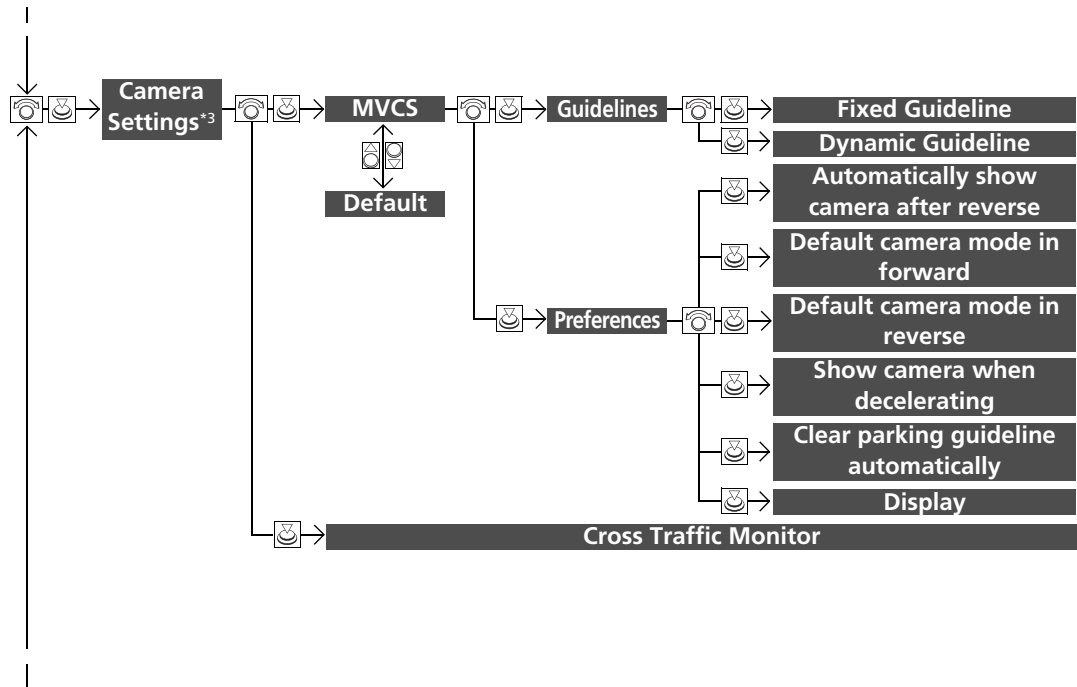 Camera
Settings*3
MVCS
Guidelines
Fixed Guideline
Dynamic Guideline
Default
Automatically show
camera after reverse
Default camera mode in
forward
Preferences
Default camera mode in
reverse
Show camera when
decelerating
Clear parking guideline
automatically
Display
Cross Traffic Monitor